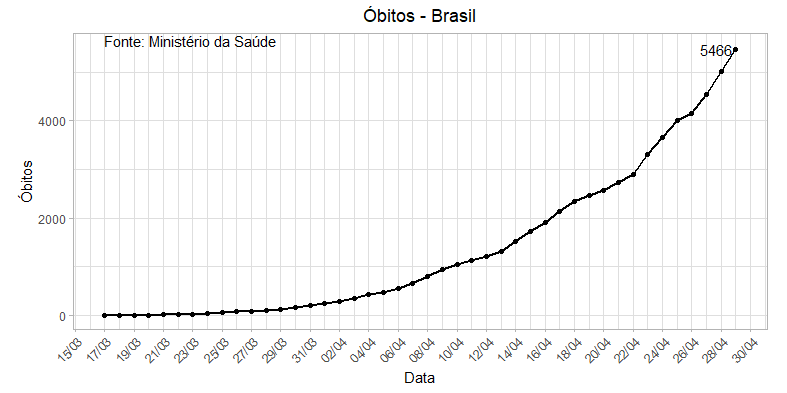 Óbitos - Brasil
Fonte: Ministério da Saúde
5466
Óbitos
4000
2000
0
15/03 17/03 19/03 21/03 23/03 25/03 27/03 29/03 31/03 02/04 04/04 06/04 08/04 10/04 12/04 14/04 16/04 18/04 20/04 22/04 24/04 26/04 28/04 30/04
Data